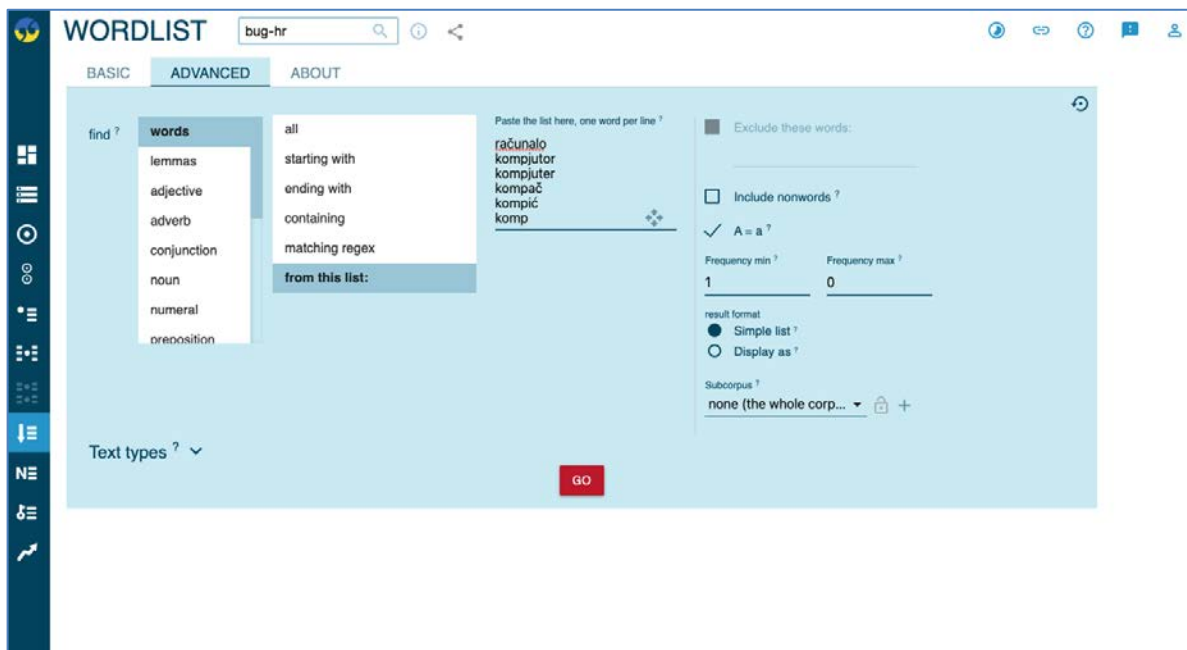 WORDLIST
bug-hr
BASIC
ADVANCED
ABOUT
find ?
words
lemmas
adjective
adverb
conjunction
noun
numeral
preposition
all
starting with
ending with
containing
matching regex
from this list:
Paste the list here, one word per line ?
računalo
kompjutor
kompjuter
kompač
kompić
komp
Exclude these words:
Include nonwords ?
A = a ?
Frequency min ?
Frequency max ?
1
0
result format
Simple list ?
Display as ?
Subcorpus ?
none (the whole corp...
Text types ?
GO